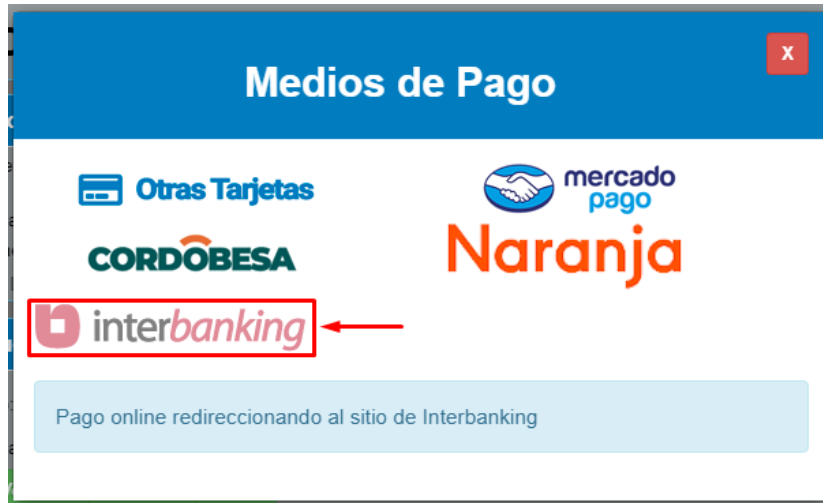 Medios de Pago
X
Otras Tarjetas
mercado
pago
CORDOBESA
Naranja
interbanking
Pago online redireccionando al sitio de Interbanking